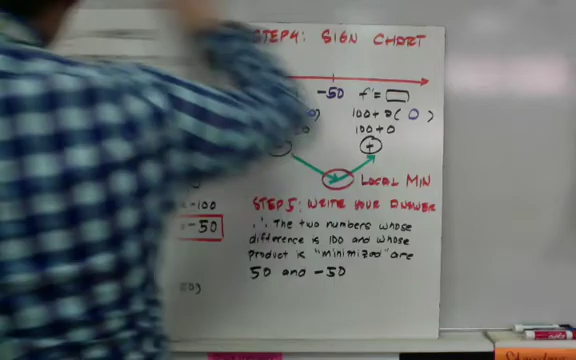 STEP 4: SIGN CHART
-50 f'=
100+0(0)
100+0
+
LOCAL MIN
-100
-50
STEP 5: WRITE YOUR ANSWER
∴ The two numbers whose
difference is 100 and whose
product is "minimized" are
50 and -50